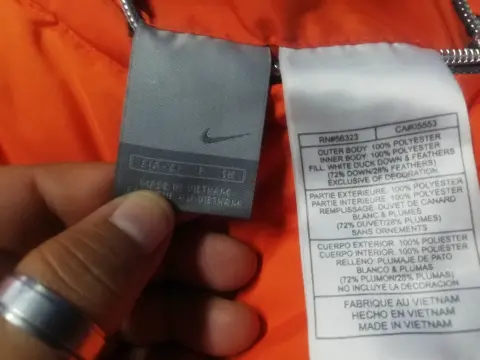 MADE IN VIETNAM
RN#56323 CA#05553
OUTER BODY: 100% POLYESTER
INNER BODY: 100% POLYESTER
FILL: WHITE DUCK DOWN & FEATHERS
(72% DOWN/28% FEATHERS)
EXCLUSIVE OF DECORATION
PARTIE EXTERIEURE: 100% POLYESTER
PARTIE INTERIEURE: 100% POLYESTER
REMPLISSAGE: DUVET DE CANARD
BLANC & PLUMES
(72% DUVET/28% PLUMES)
SANS ORNEMENTS
CUERPO EXTERIOR: 100% POLIESTER
CUERPO INTERIOR: 100% POLIESTER
RELLENO: PLUMAJE DE PATO
BLANCO & PLUMAS
(72% PLUMON/28% PLUMAS)
NO INCLUYE LA DECORACION
FABRIQUE AU VIETNAM
HECHO EN VIETNAM
MADE IN VIETNAM